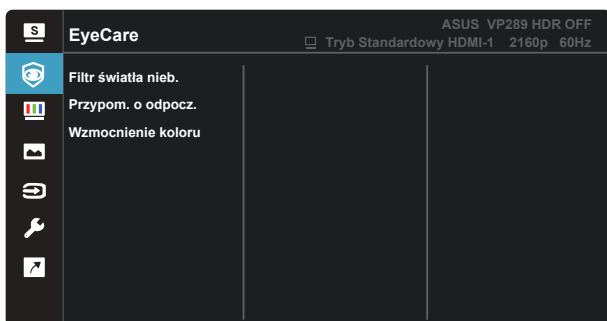 S
EyeCare
ASUS VP289 HDR OFF
Tryb Standardowy HDMI-1 2160p 60Hz
Filtr światła nieb.
Przypom. o odpocz.
Wzmocnienie koloru